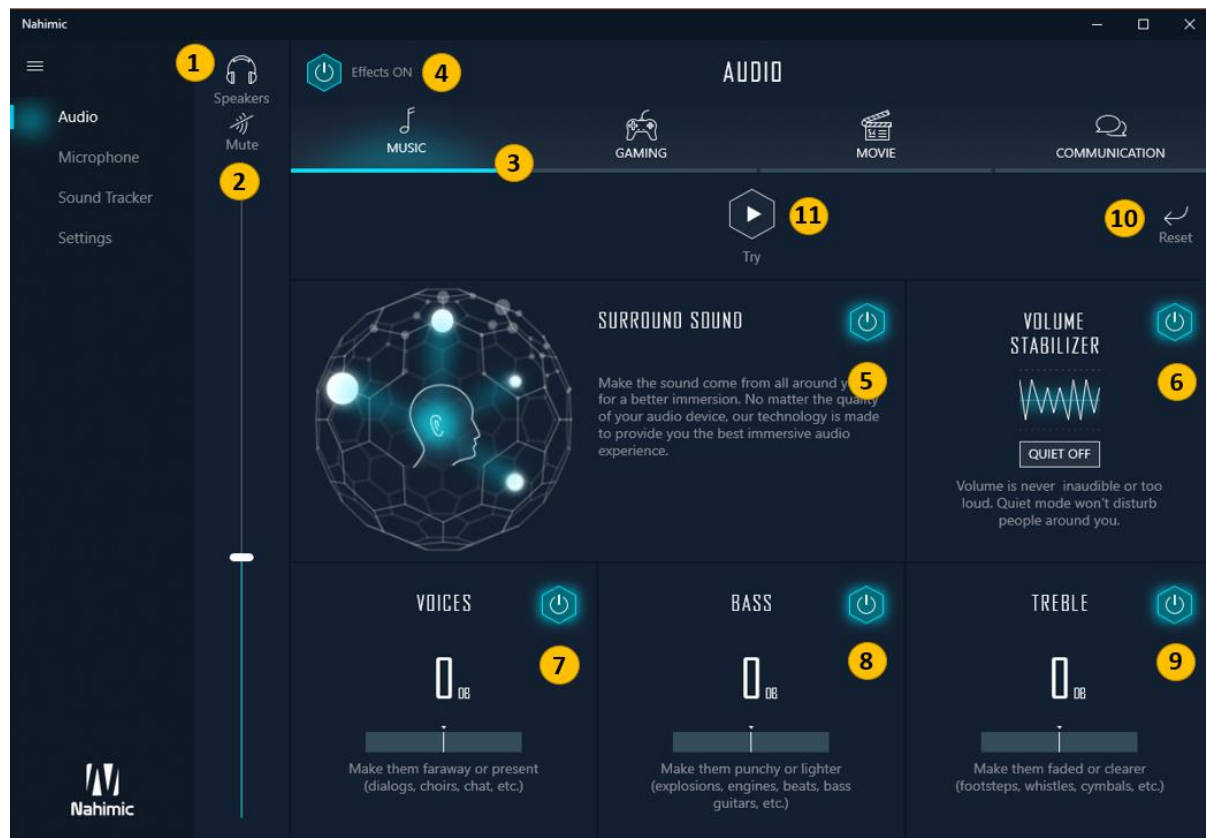 Nahimic
1
Speakers
Mute
2
Audio
Microphone
Sound Tracker
Settings
Effects ON
4
AUDIO
MUSIC
3
GAMING
MOVIE
COMMUNICATION
11
Try
10
Reset
SURROUND SOUND
5
Make the sound come from all around
for a better immersion. No matter the quality
of your audio device, our technology is made
to provide you the best immersive audio
experience.
VOLUME
STABILIZER
6
QUIET OFF
Volume is never inaudible or too
loud. Quiet mode won't disturb
people around you.
VOICES
7
0 DB
Make them faraway or present
(dialogs, choirs, chat, etc.)
BASS
8
0 DB
Make them punchy or lighter
(explosions, engines, beats, bass
guitars, etc.)
TREBLE
9
0 DB
Make them faded or clearer
(footsteps, whistles, cymbals, etc.)
Nahimic